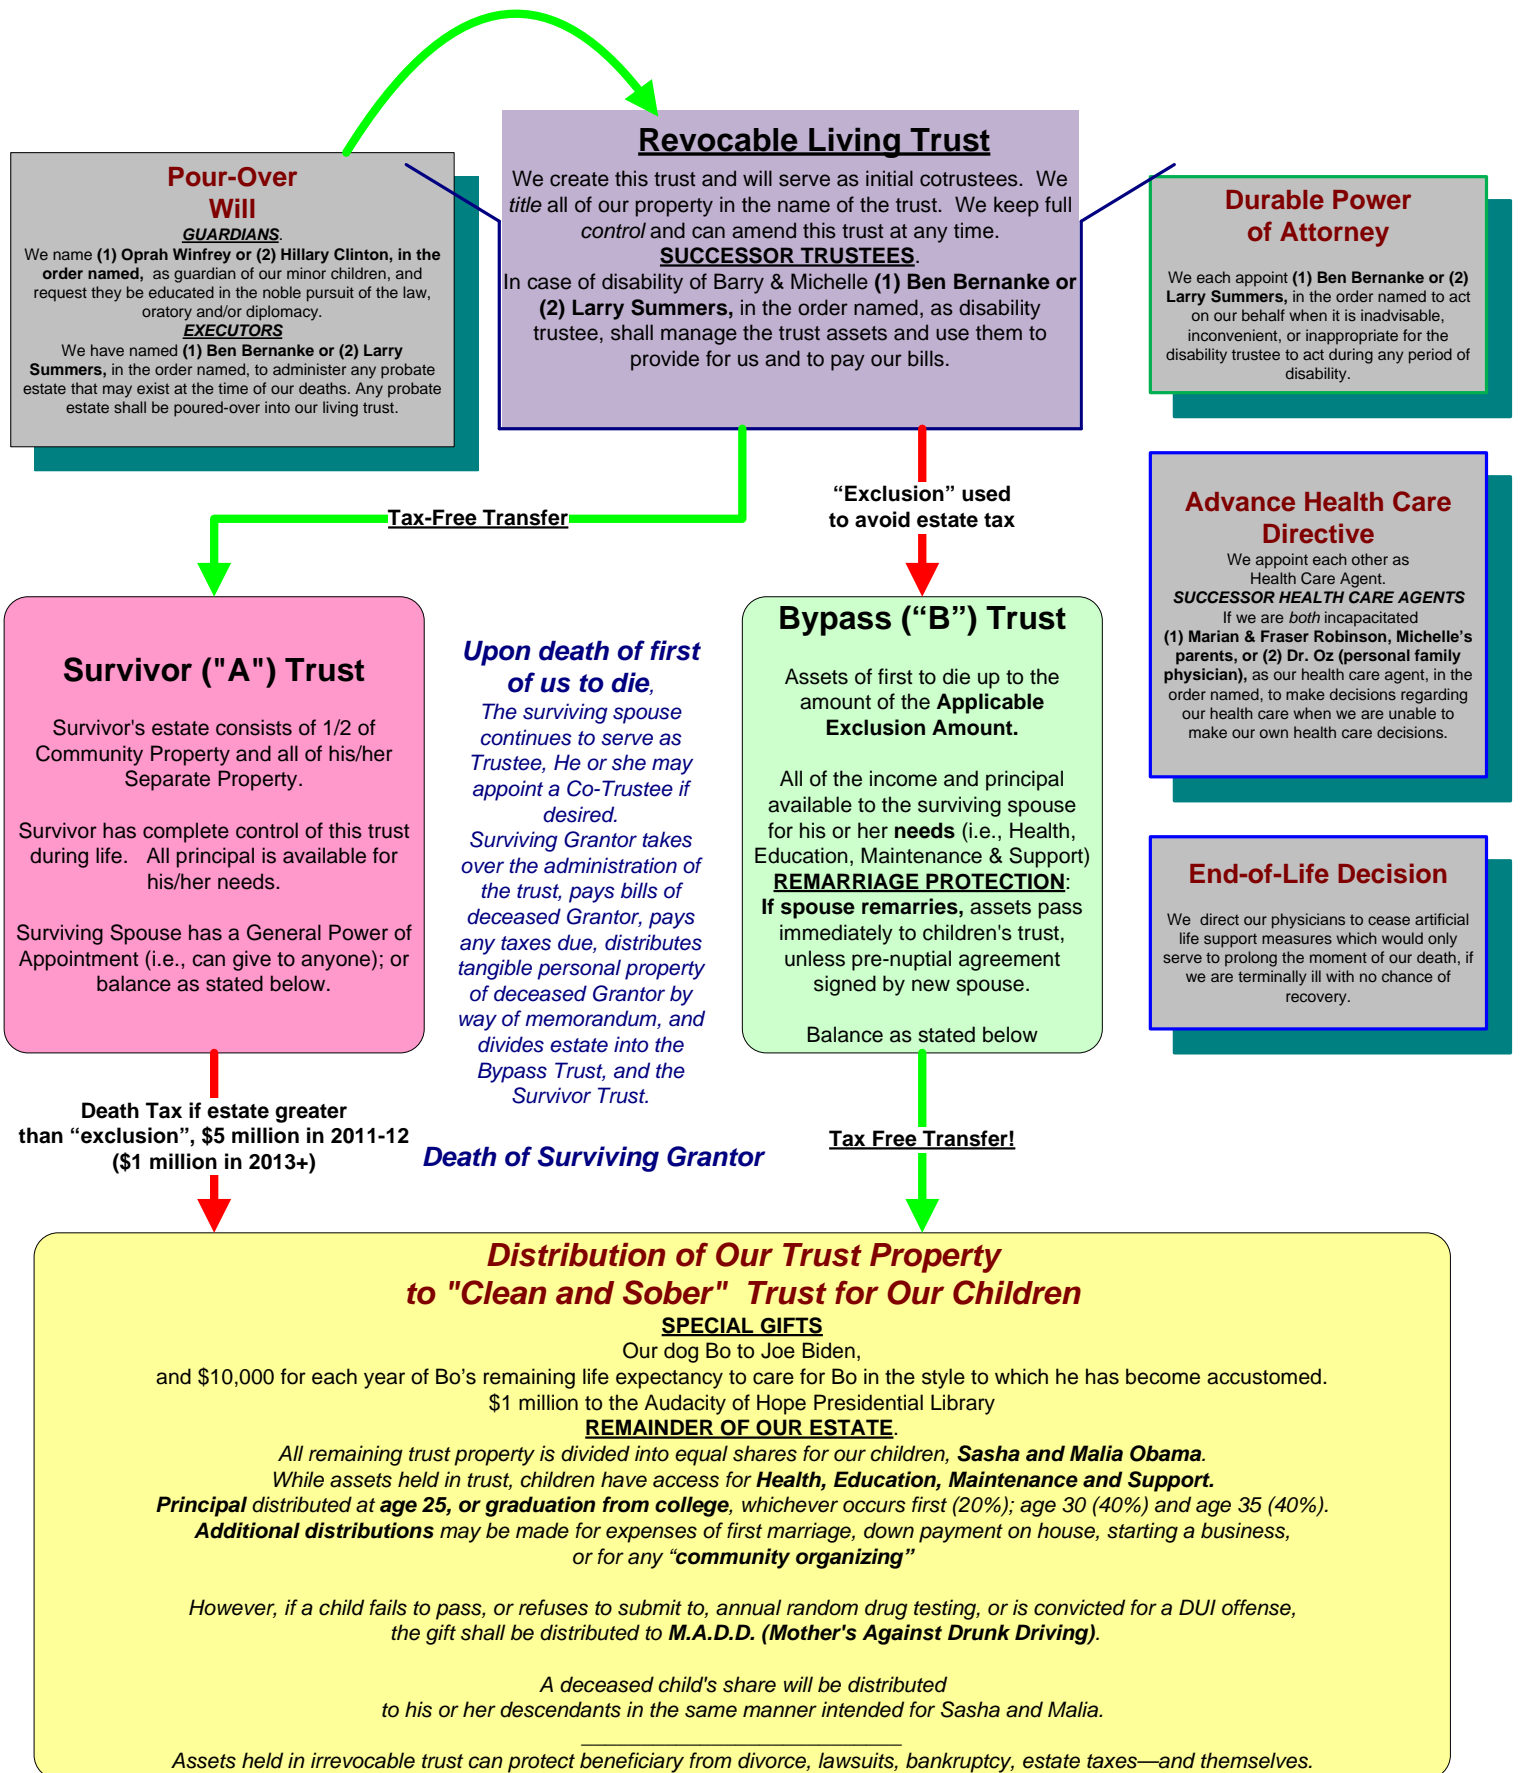 Revocable Living Trust
We create this trust and will serve as initial cotrustees.  We
title all of our property in the name of the trust.  We keep full
control and can amend this trust at any time.
SUCCESSOR TRUSTEES.
In case of disability of Barry & Michelle (1) Ben Bernanke or
(2) Larry Summers, in the order named, as disability
trustee, shall manage the trust assets and use them to
provide for us and to pay our bills.
Pour-Over
Will
GUARDIANS.
We name (1) Oprah Winfrey or (2) Hillary Clinton, in the
order named,  as guardian of our minor children, and
request they be educated in the noble pursuit of the law,
oratory and/or diplomacy.
EXECUTORS
We have named (1) Ben Bernanke or (2) Larry
Summers, in the order named, to administer any probate
estate that may exist at the time of our deaths. Any probate
estate shall be poured-over into our living trust.
Durable Power
of Attorney
We each appoint (1) Ben Bernanke or (2)
Larry Summers, in the order named to act
on our behalf when it is inadvisable,
inconvenient, or inappropriate for the
disability trustee to act during any period of
disability.
Advance Health Care
Directive
We appoint each other as
Health Care Agent.
SUCCESSOR HEALTH CARE AGENTS
If we are both incapacitated
(1) Marian & Fraser Robinson, Michelle's
parents, or (2) Dr. Oz (personal family
physician), as our health care agent, in the
order named, to make decisions regarding
our health care when we are unable to
make our own health care decisions.
End-of-Life Decision
We  direct our physicians to cease artificial
life support measures which would only
serve to prolong the moment of our death, if
we are terminally ill with no chance of
recovery.
Tax-Free Transfer
“Exclusion” used
to avoid estate tax
Survivor ("A") Trust
Survivor's estate consists of 1/2 of
Community Property and all of his/her
Separate Property.
Survivor has complete control of this trust
during life.   All principal is available for
his/her needs.
Surviving Spouse has a General Power of
Appointment (i.e., can give to anyone); or
balance as stated below.
Upon death of first
of us to die,
The surviving spouse
continues to serve as
Trustee, He or she may
appoint a Co-Trustee if
desired.
Surviving Grantor takes
over the administration of
the trust, pays bills of
deceased Grantor, pays
any taxes due, distributes
tangible personal property
of deceased Grantor by
way of memorandum, and
divides estate into the
Bypass Trust, and the
Survivor Trust.
Bypass (“B”) Trust
Assets of first to die up to the
amount of the Applicable
Exclusion Amount.
All of the income and principal
available to the surviving spouse
for his or her needs (i.e., Health,
Education, Maintenance & Support)
REMARRIAGE PROTECTION:
If spouse remarries, assets pass
immediately to children's trust,
unless pre-nuptial agreement
signed by new spouse.
Balance as stated below
Death Tax if estate greater
than “exclusion”, $5 million in 2011-12
($1 million in 2013+)
Death of Surviving Grantor
Tax Free Transfer!
Distribution of Our Trust Property
to "Clean and Sober"  Trust for Our Children
SPECIAL GIFTS
Our dog Bo to Joe Biden,
and $10,000 for each year of Bo’s remaining life expectancy to care for Bo in the style to which he has become accustomed.
$1 million to the Audacity of Hope Presidential Library
REMAINDER OF OUR ESTATE.
All remaining trust property is divided into equal shares for our children, Sasha and Malia Obama.
While assets held in trust, children have access for Health, Education, Maintenance and Support.
Principal distributed at age 25, or graduation from college, whichever occurs first (20%); age 30 (40%) and age 35 (40%).
Additional distributions may be made for expenses of first marriage, down payment on house, starting a business,
or for any “community organizing”
However, if a child fails to pass, or refuses to submit to, annual random drug testing, or is convicted for a DUI offense,
the gift shall be distributed to M.A.D.D. (Mother's Against Drunk Driving).
A deceased child's share will be distributed
to his or her descendants in the same manner intended for Sasha and Malia.
Assets held in irrevocable trust can protect beneficiary from divorce, lawsuits, bankruptcy, estate taxes—and themselves.